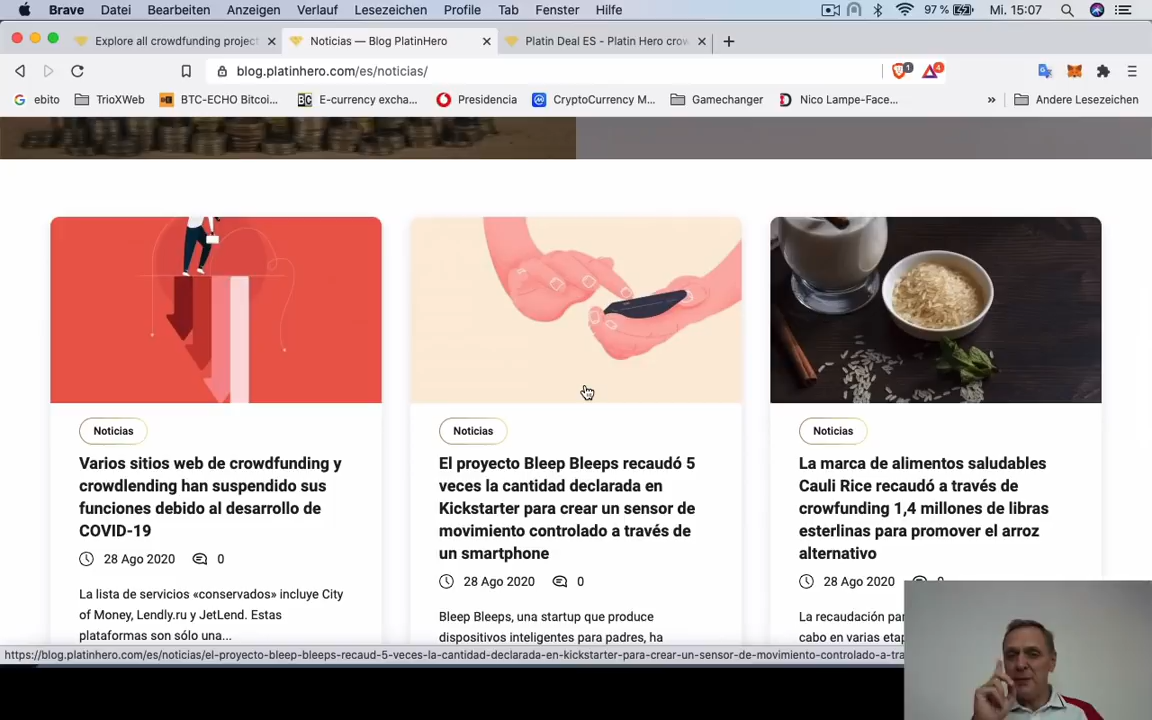 Brave Datei Bearbeiten Anzeigen Verlauf Lesezeichen Profile Tab Fenster Hilfe 97 % Mi. 15:07
Explore all crowdfunding project Noticias — Blog PlatinHero Platin Deal ES - Platin Hero crow
blog.platinhero.com/es/noticias/ 1 4
ebito TrioXWeb BTC-ECHO Bitcoi... E-currency excha... Presidencia CryptoCurrency M... Gamechanger Nico Lampe-Face... » Andere Lesezeichen
Noticias
Varios sitios web de crowdfunding y
crowdlending han suspendido sus
funciones debido al desarrollo de
COVID-19
28 Ago 2020 0
La lista de servicios «conservados» incluye City
of Money, Lendly.ru y JetLend. Estas
plataformas son sólo una...
Noticias
El proyecto Bleep Bleeps recaudó 5
veces la cantidad declarada en
Kickstarter para crear un sensor de
movimiento controlado a través de
un smartphone
28 Ago 2020 0
Bleep Bleeps, una startup que produce
dispositivos inteligentes para padres, ha
Noticias
La marca de alimentos saludables
Cauli Rice recaudó a través de
crowfunding 1,4 millones de libras
esterlinas para promover el arroz
alternativo
28 Ago 2020
La recaudación
cabo en varias
https://blog.platinhero.com/es/noticias/el-proyecto-bleep-bleeps-recaud-5-veces-la-cantidad-declarada-en-kickstarter-para-crear-un-sensor-de-movimiento-controlado-a-tra